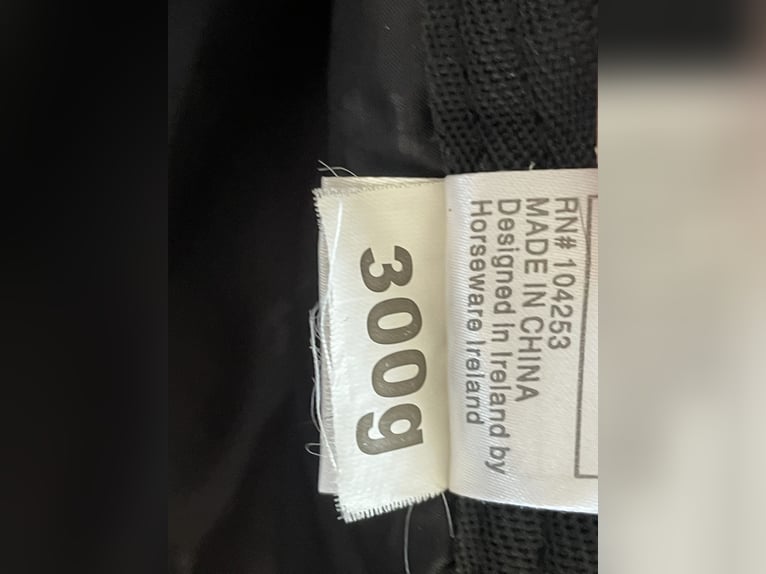 RN# 104253
MADE IN CHINA
Designed in Ireland by
Horseware Ireland
300g